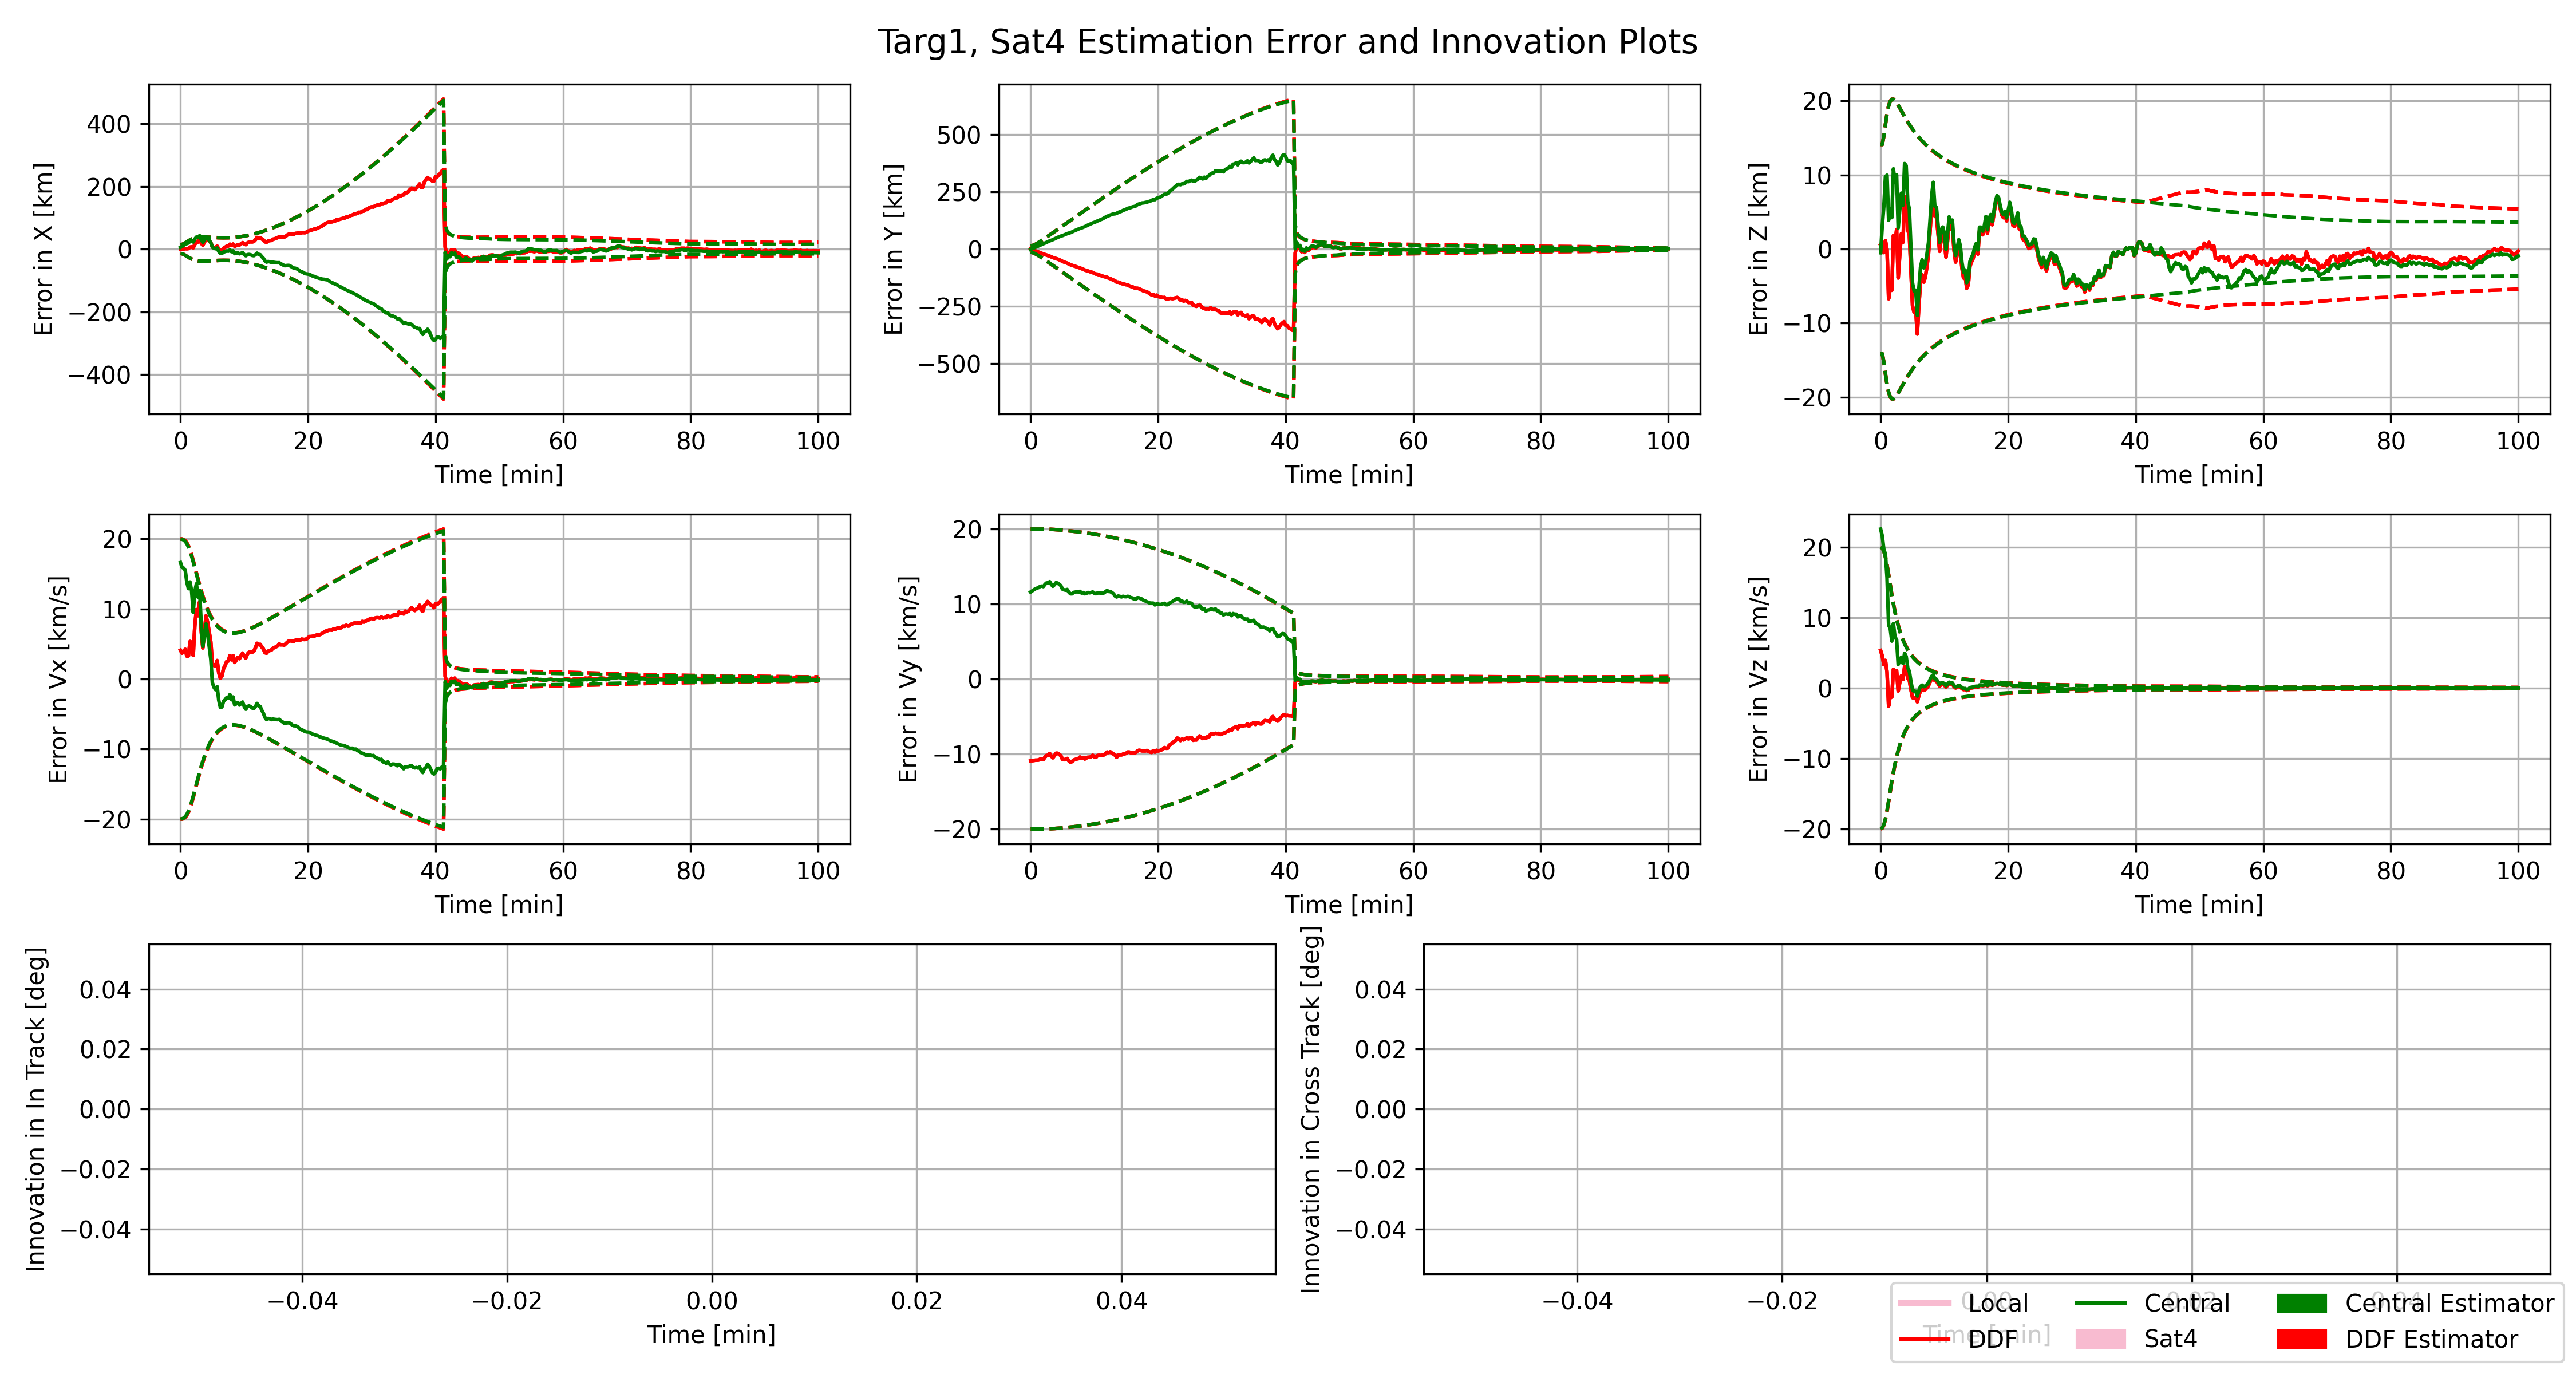 Targ1, Sat4 Estimation Error and Innovation Plots
Error in X [km]
400
200
0
−200
−400
0 20 40 60 80 100
Time [min]
Error in Y [km]
500
250
0
−250
−500
0 20 40 60 80 100
Time [min]
Error in Z [km]
20
10
0
−10
−20
0 20 40 60 80 100
Time [min]
Error in Vx [km/s]
20
10
0
−10
−20
0 20 40 60 80 100
Time [min]
Error in Vy [km/s]
20
10
0
−10
−20
0 20 40 60 80 100
Time [min]
Error in Vz [km/s]
20
10
0
−10
−20
0 20 40 60 80 100
Time [min]
Innovation in In Track [deg]
0.04
0.02
0.00
−0.02
−0.04
−0.04 −0.02 0.00 0.02 0.04
Time [min]
Innovation in Cross Track [deg]
0.04
0.02
0.00
−0.02
−0.04
−0.04 −0.02 0.00 0.02 0.04
Time [min]
Local
DDF
Central
Sat4
Central Estimator
DDF Estimator